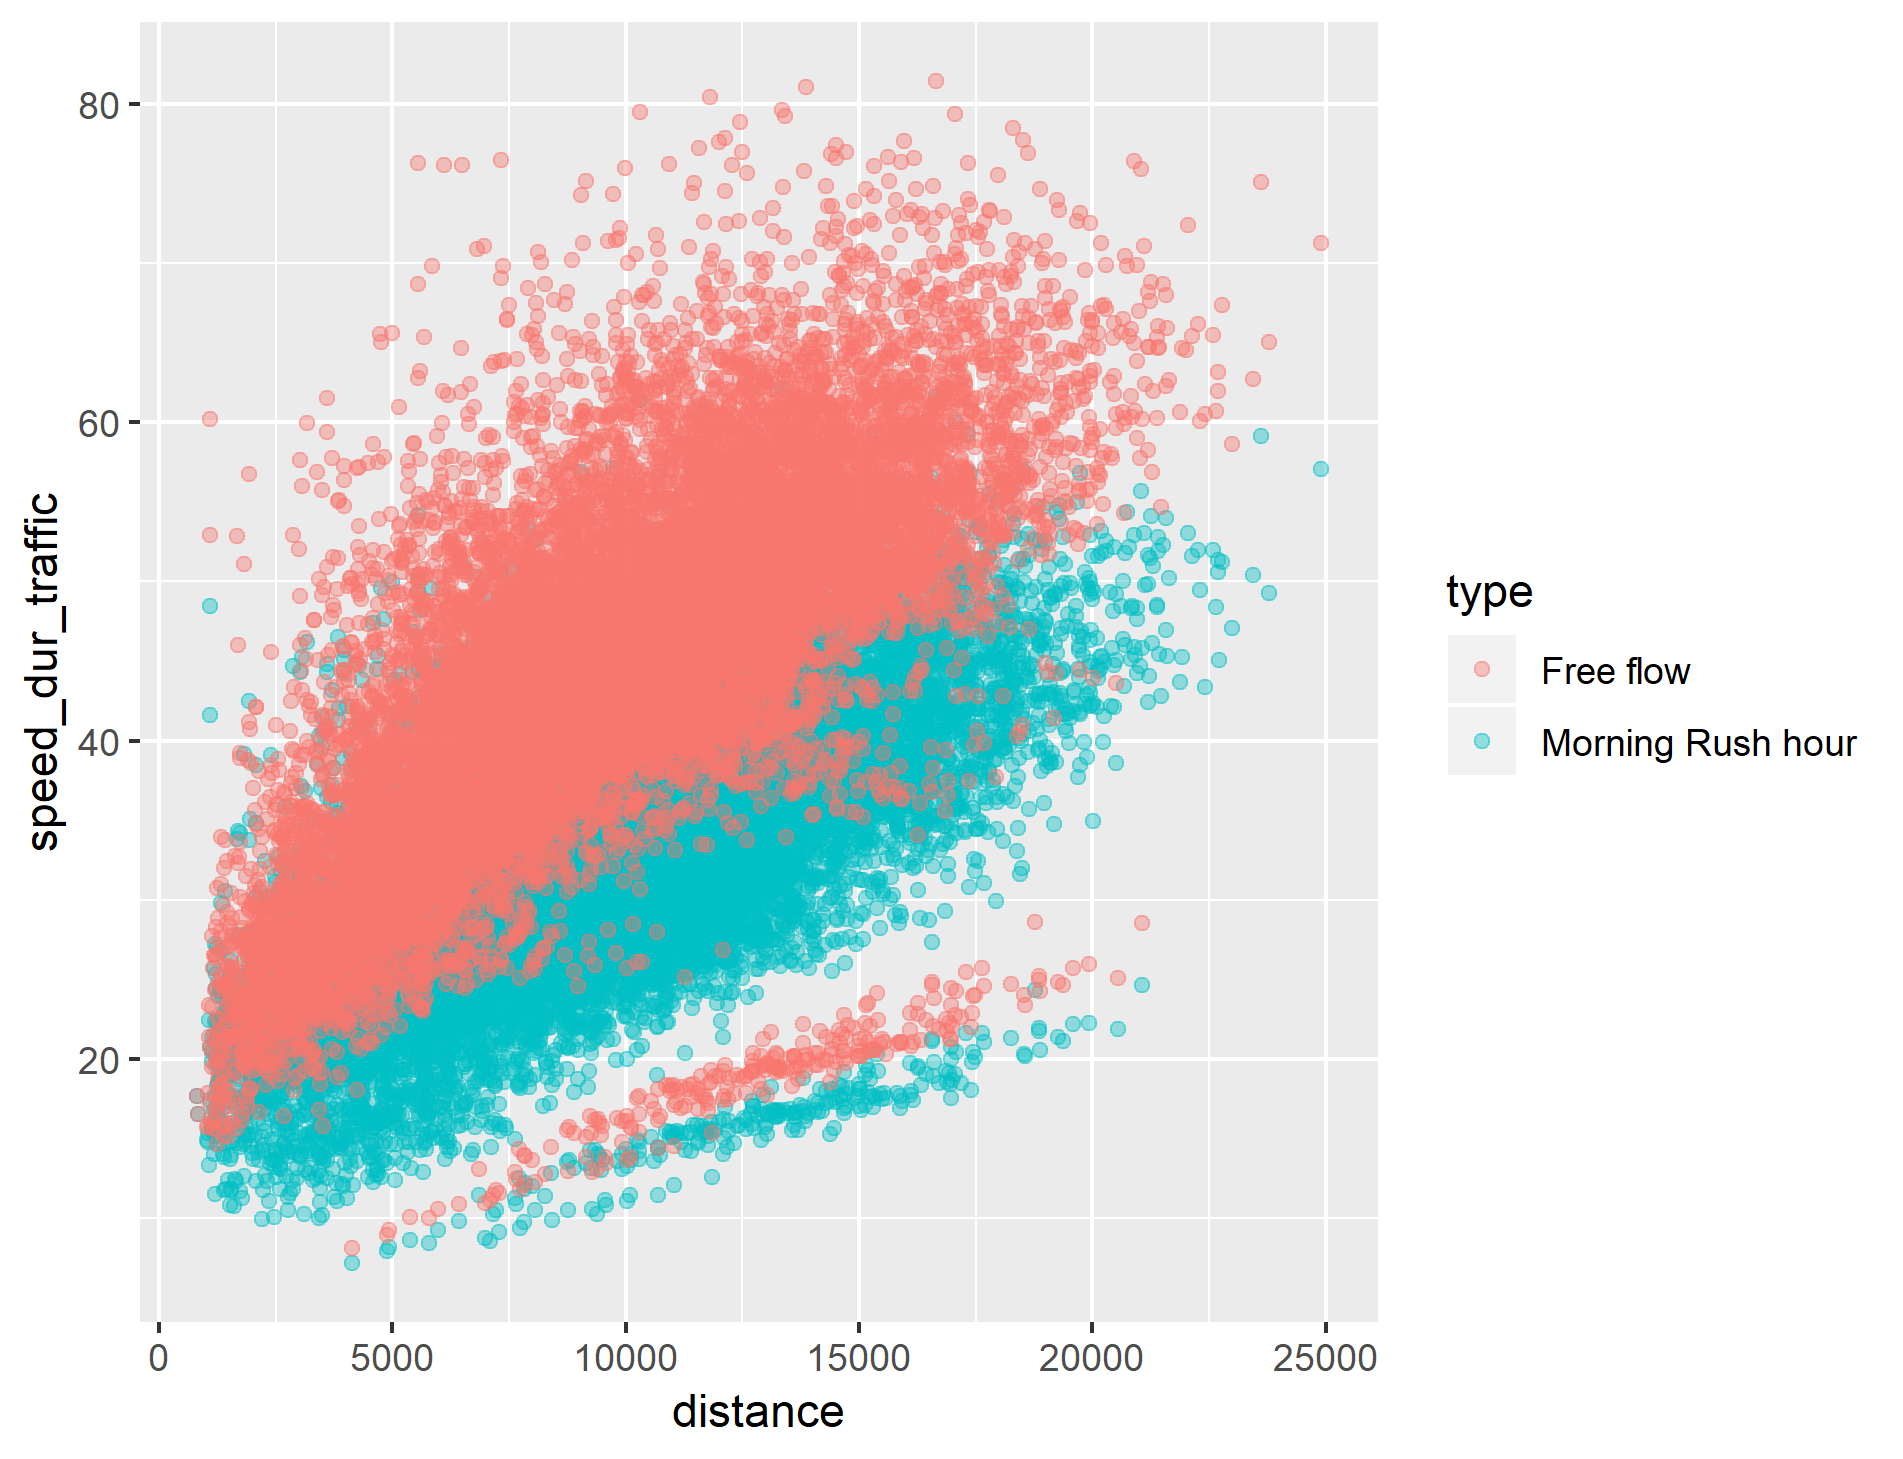 80
60
40
20
speed_dur_traffic
0 5000 10000 15000 20000 25000
distance
type
Free flow
Morning Rush hour